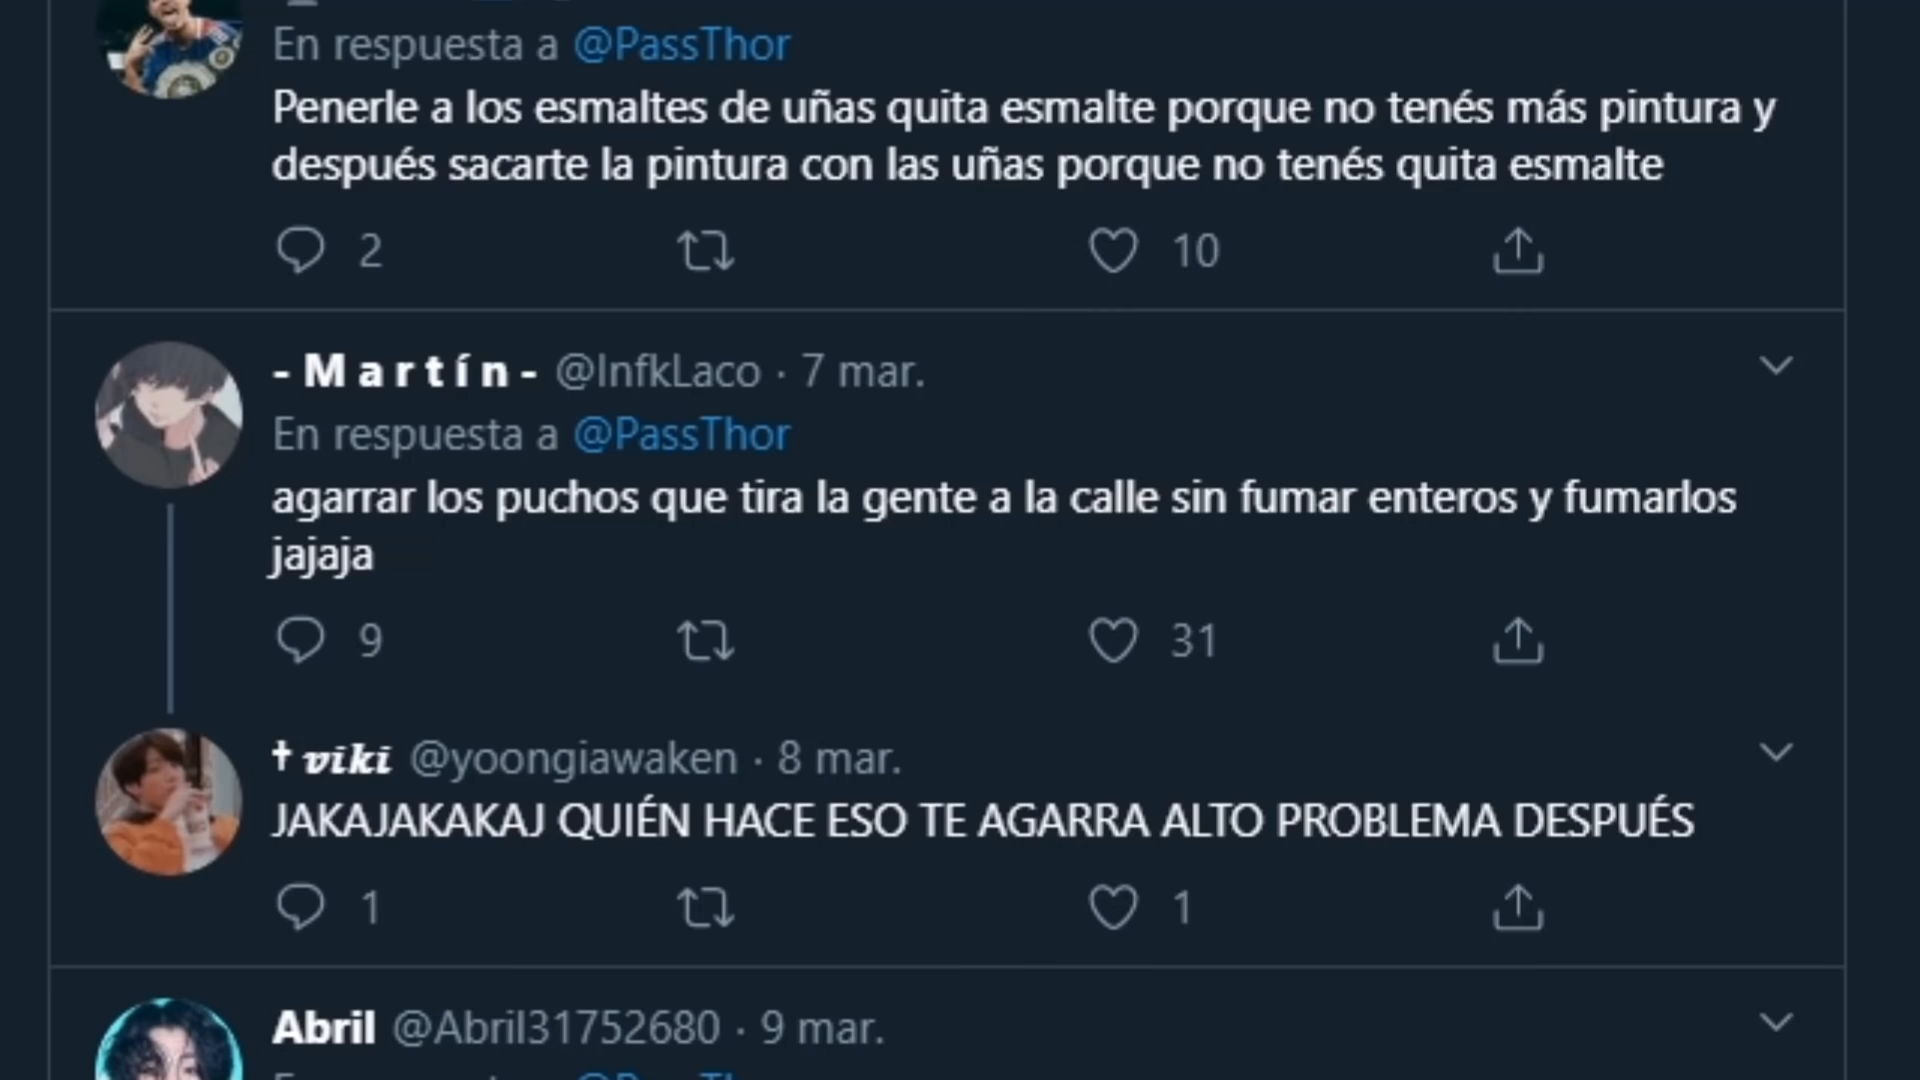 En respuesta a @PassThor
Penerle a los esmaltes de uñas quita esmalte porque no tenés más pintura y
después sacarte la pintura con las uñas porque no tenés quita esmalte
2 10
- M a r t í n - @InfkLaco · 7 mar.
En respuesta a @PassThor
agarrar los puchos que tira la gente a la calle sin fumar enteros y fumarlos
jajaja
9 31
✝ viki @yoongiawaken · 8 mar.
JAKAJAKAKAJ QUIÉN HACE ESO TE AGARRA ALTO PROBLEMA DESPUÉS
1 1
Abril @Abril31752680 · 9 mar.